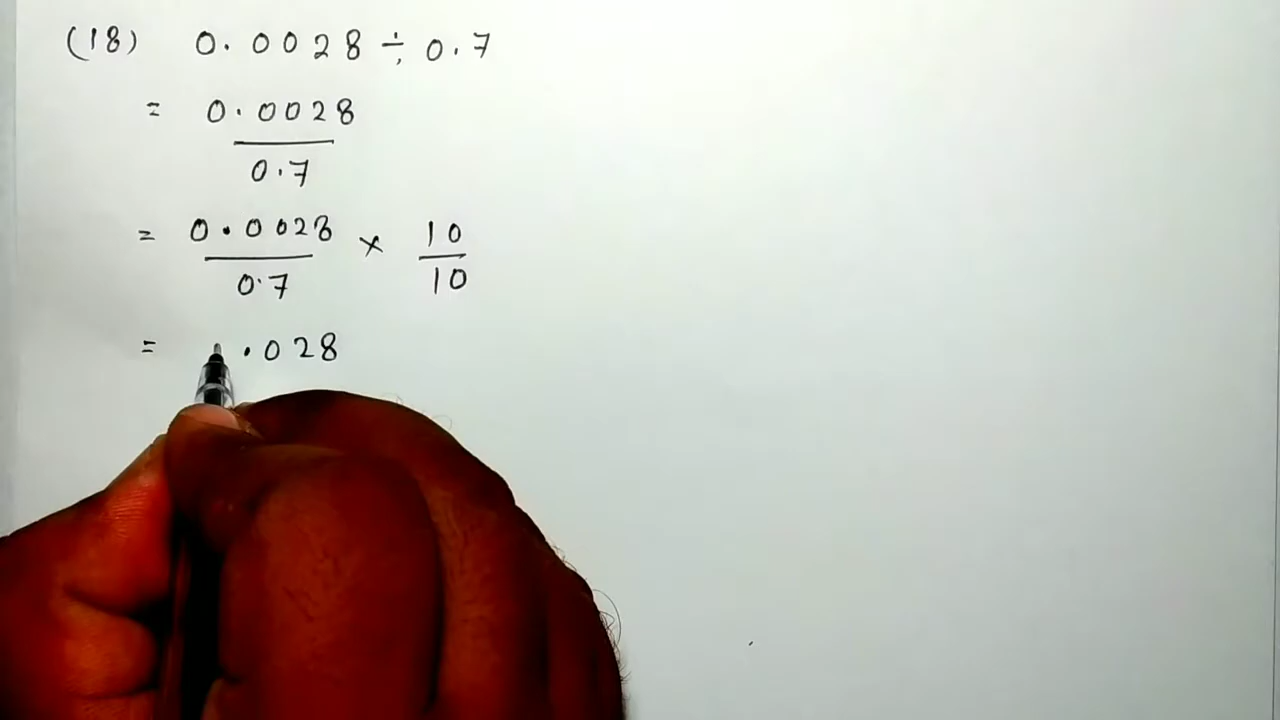 (18) 0.0028 ÷ 0.7
= 0.0028
0.7
= 0.0028 × 10
0.7 10
= .028